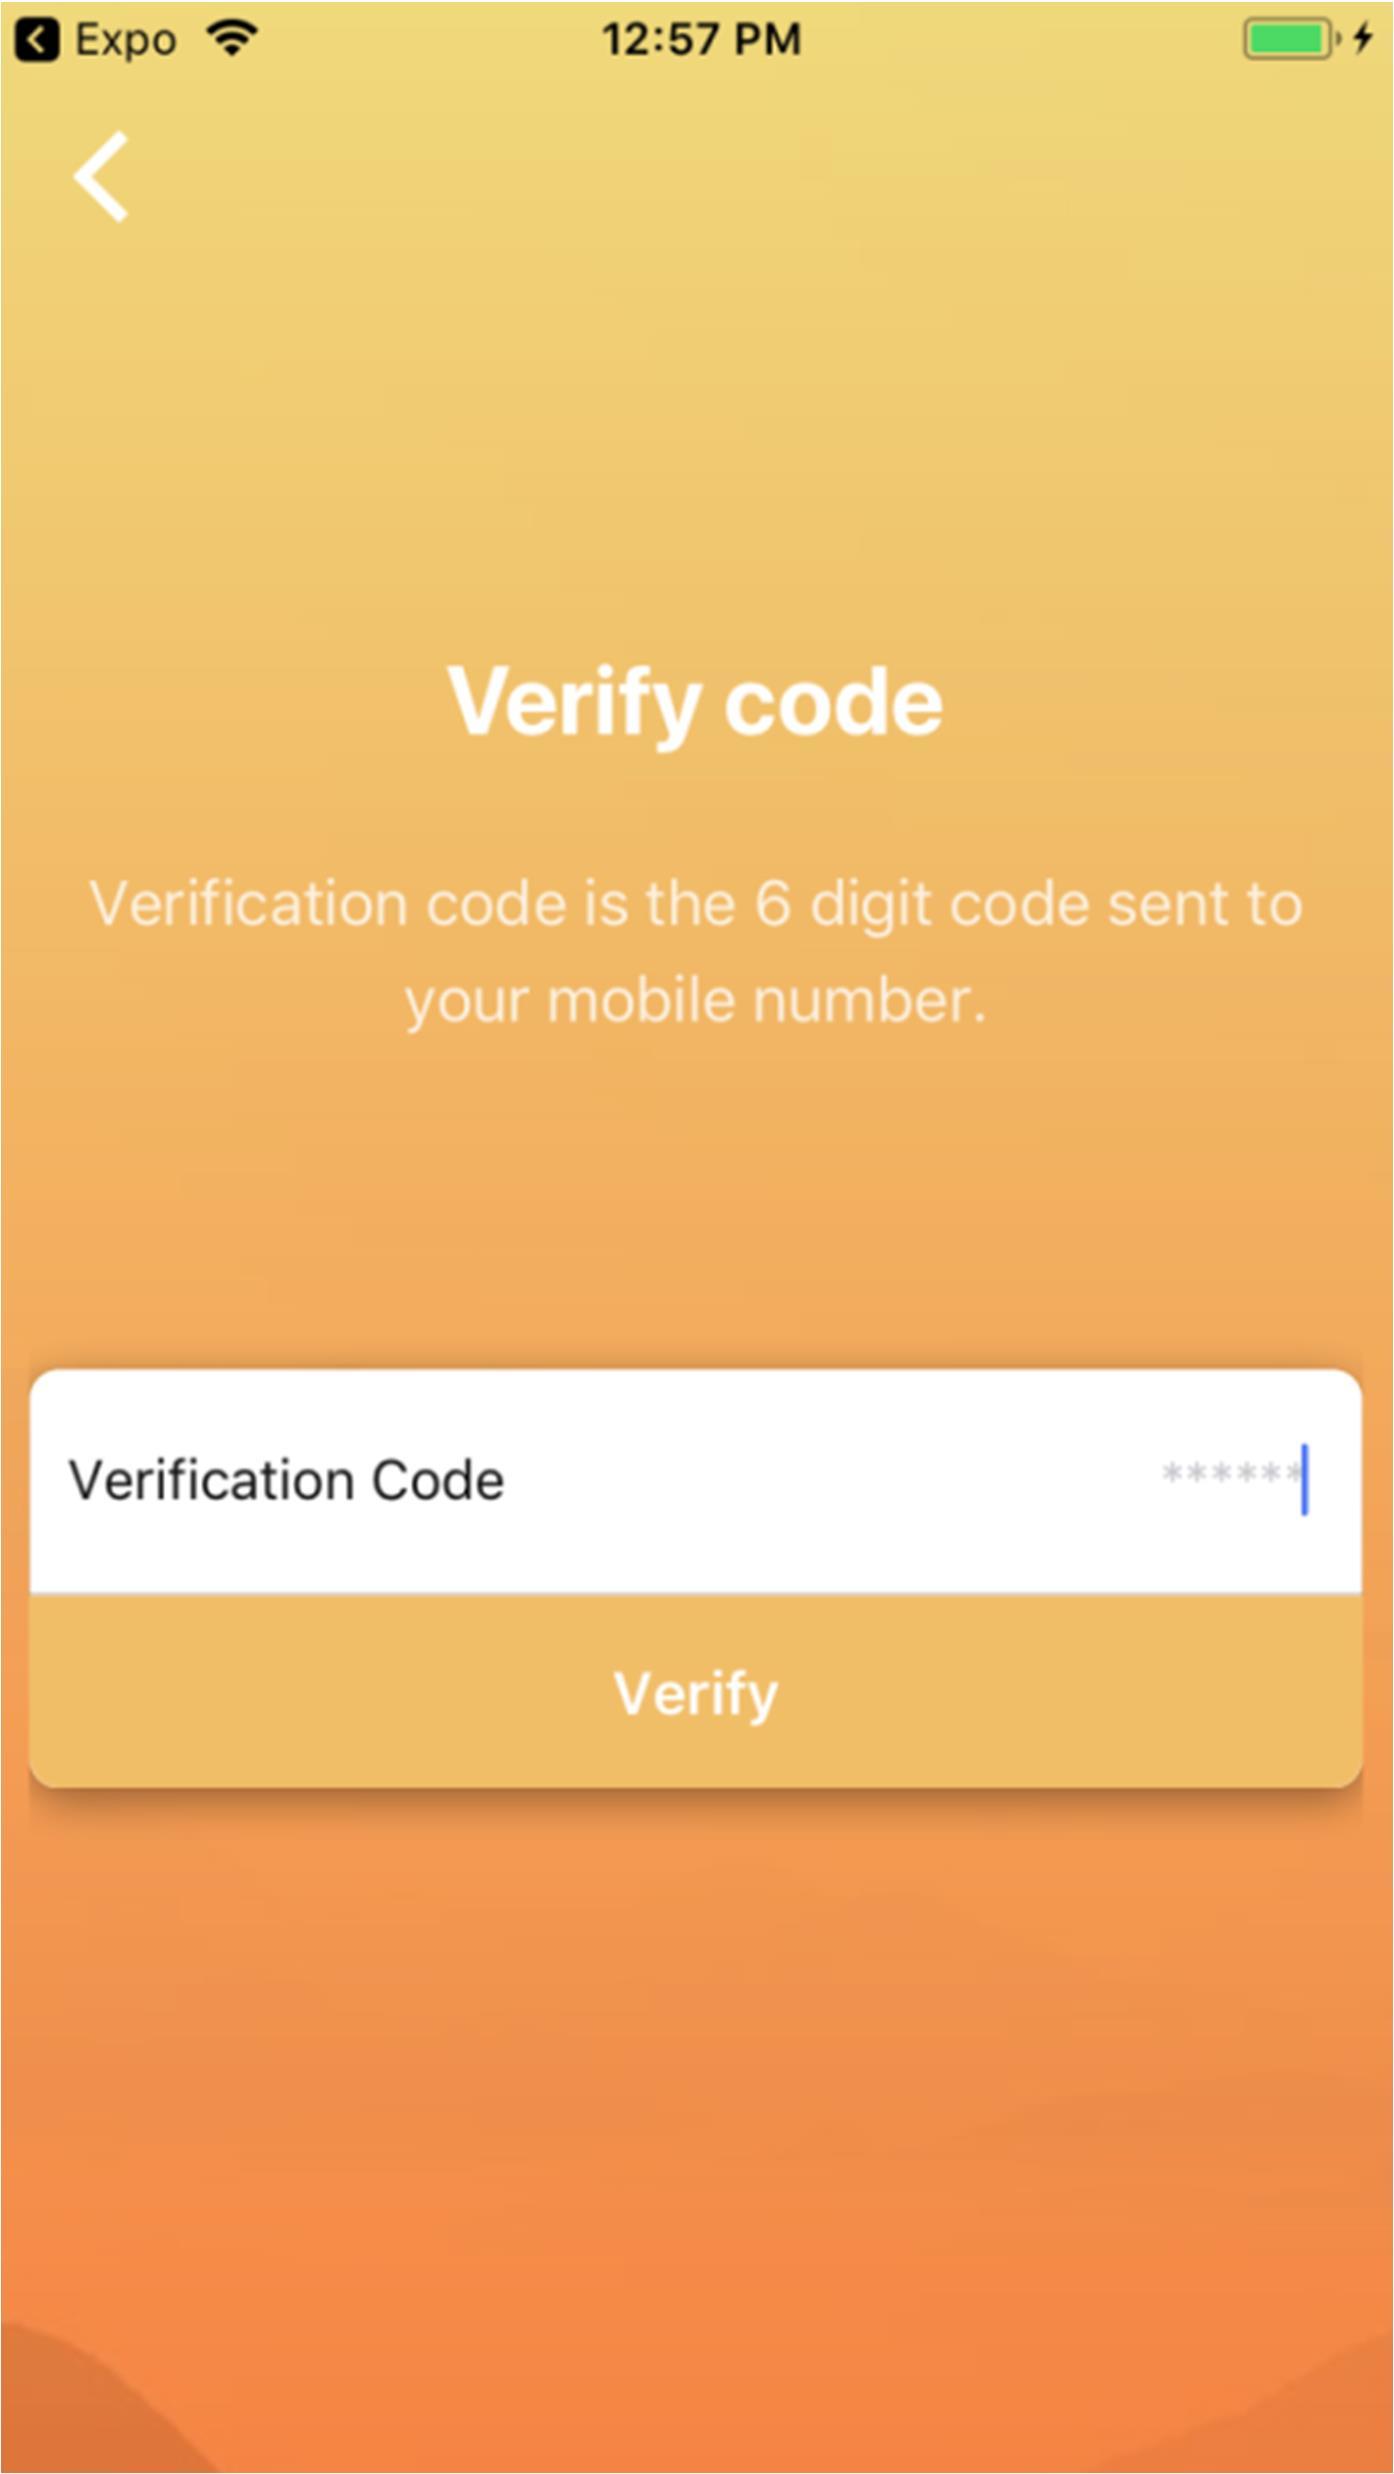 Expo 12:57 PM
Verify code
Verification code is the 6 digit code sent to
your mobile number.
Verification Code ******
Verify